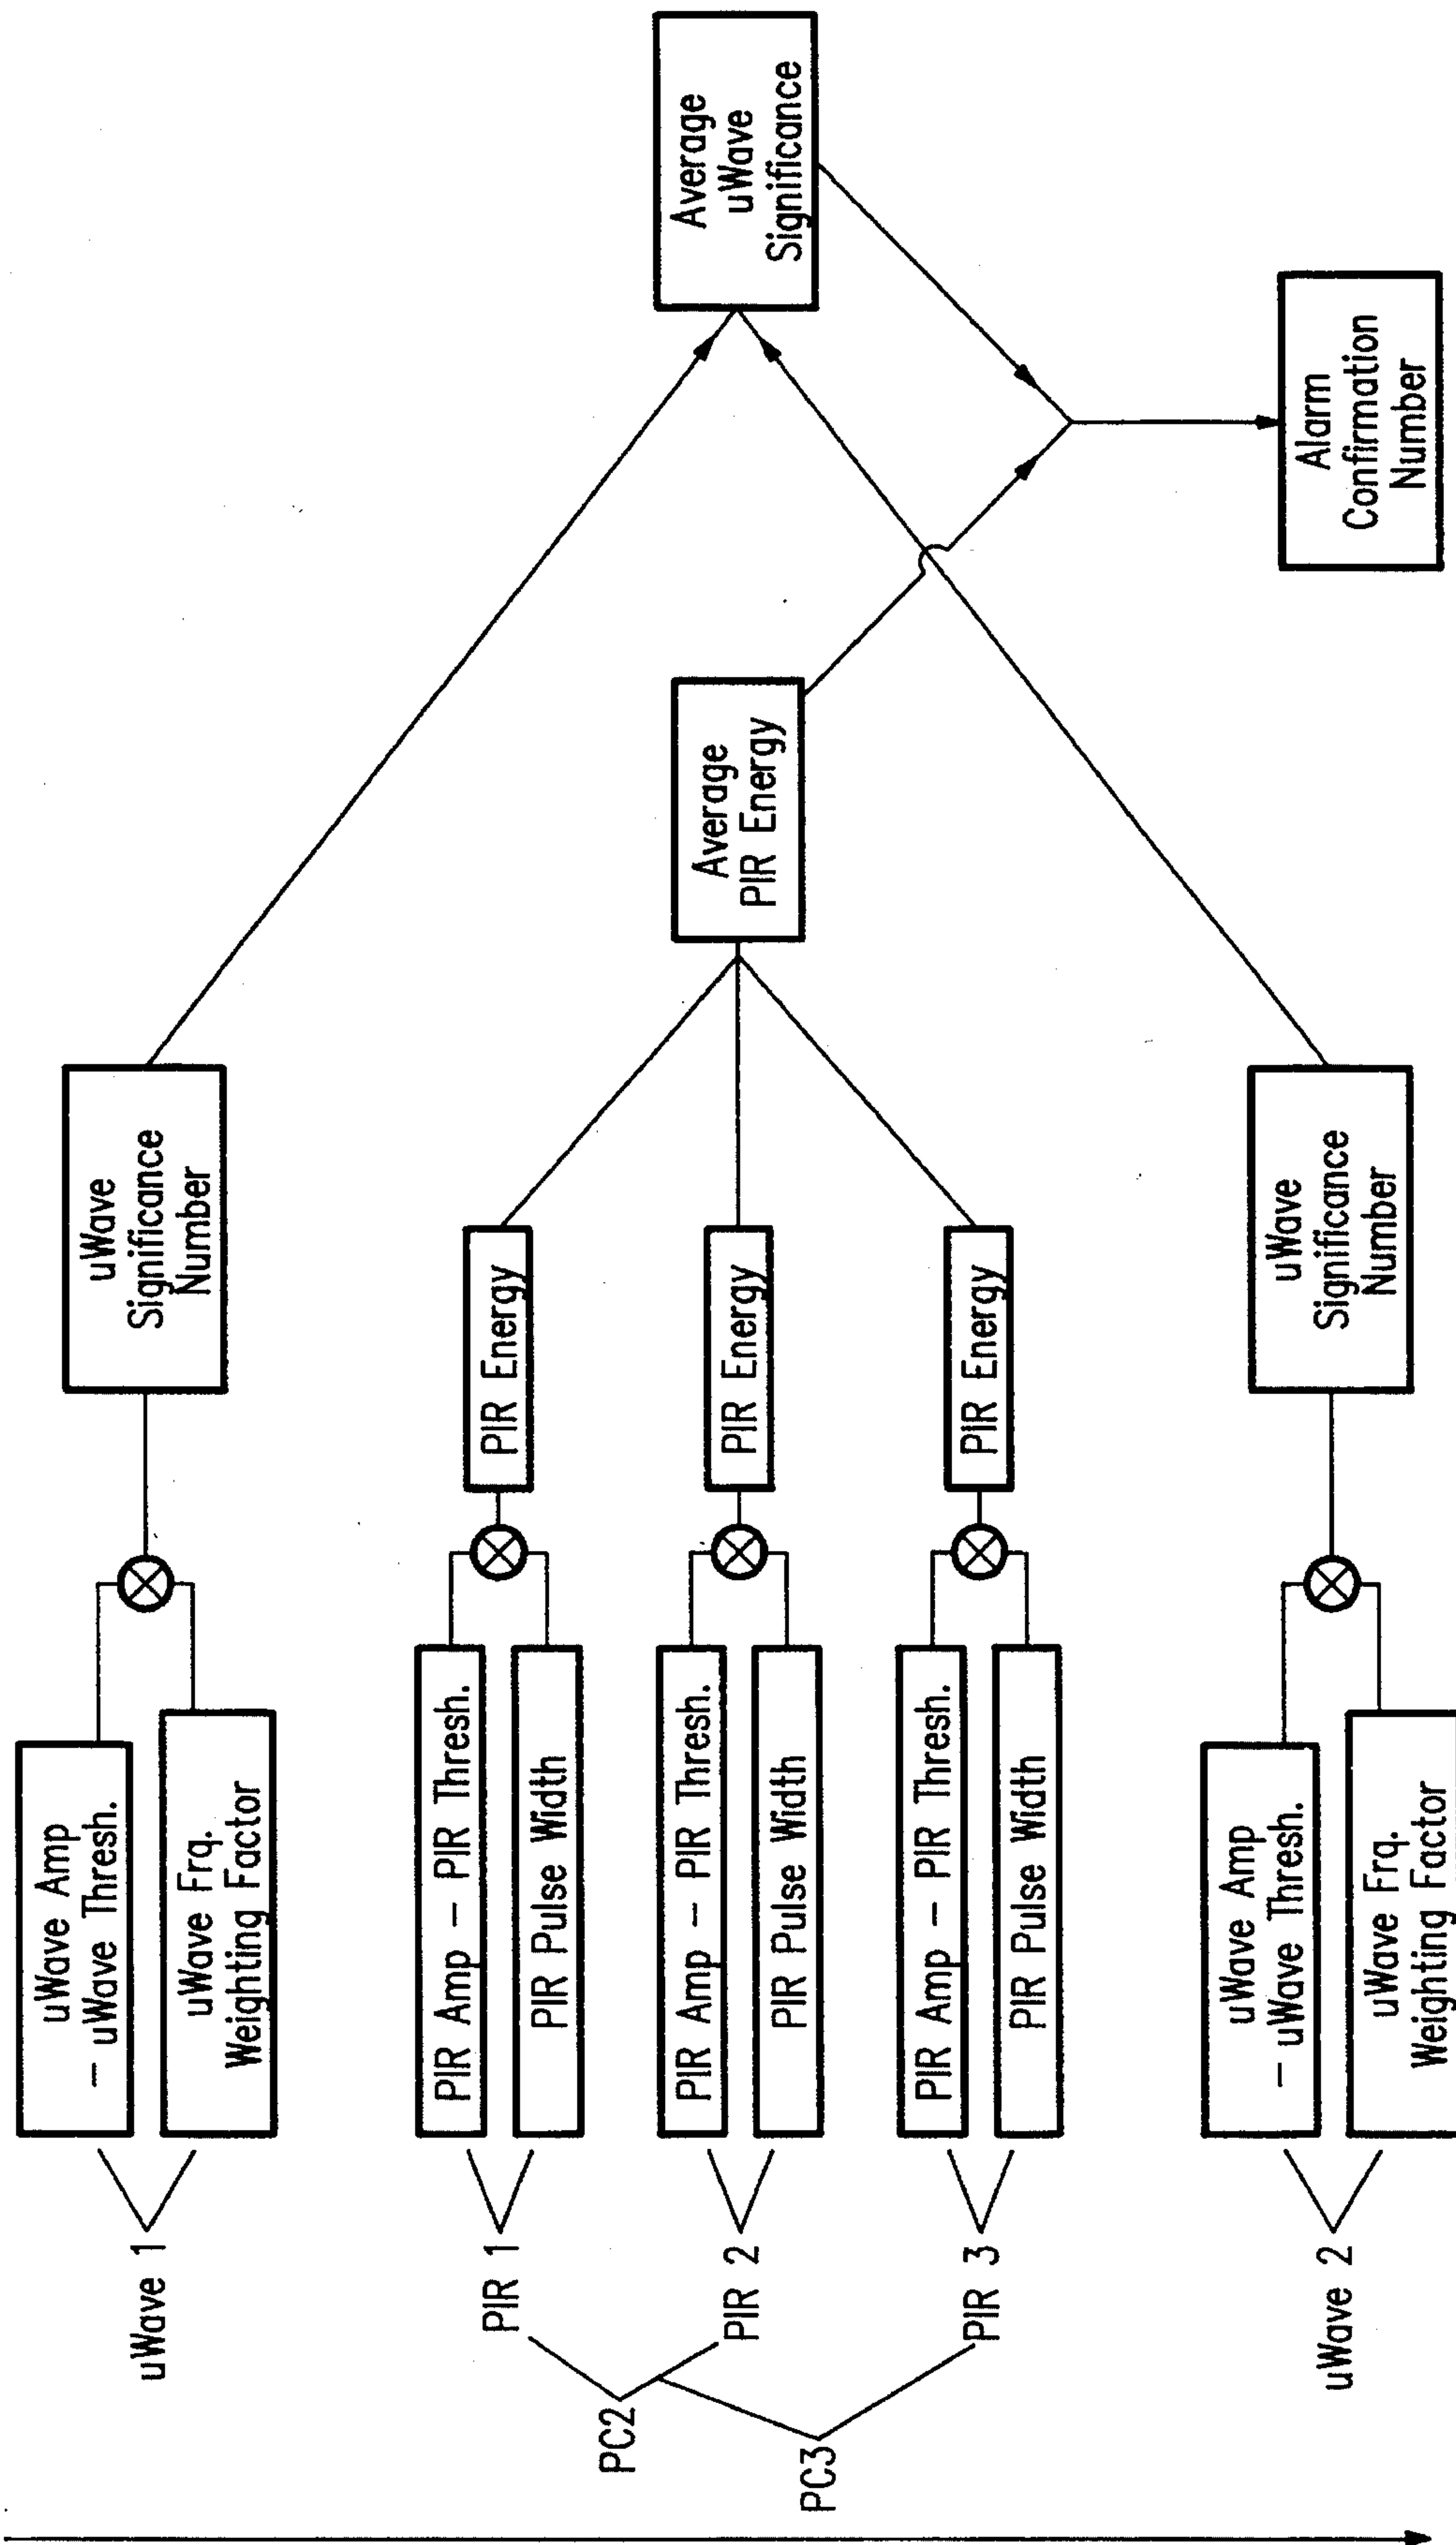 uWave 1
uWave Amp
– uWave Thresh.
uWave Frq.
Weighting Factor
uWave
Significance
Number
PC2
PC3
PIR 1
PIR Amp – PIR Thresh.
PIR Pulse Width
PIR Energy
PIR 2
PIR Amp – PIR Thresh.
PIR Pulse Width
PIR Energy
PIR 3
PIR Amp – PIR Thresh.
PIR Pulse Width
PIR Energy
Average
PIR Energy
Average
uWave
Significance
uWave 2
uWave Amp
– uWave Thresh.
uWave Frq.
Weighting Factor
uWave
Significance
Number
Alarm
Confirmation
Number